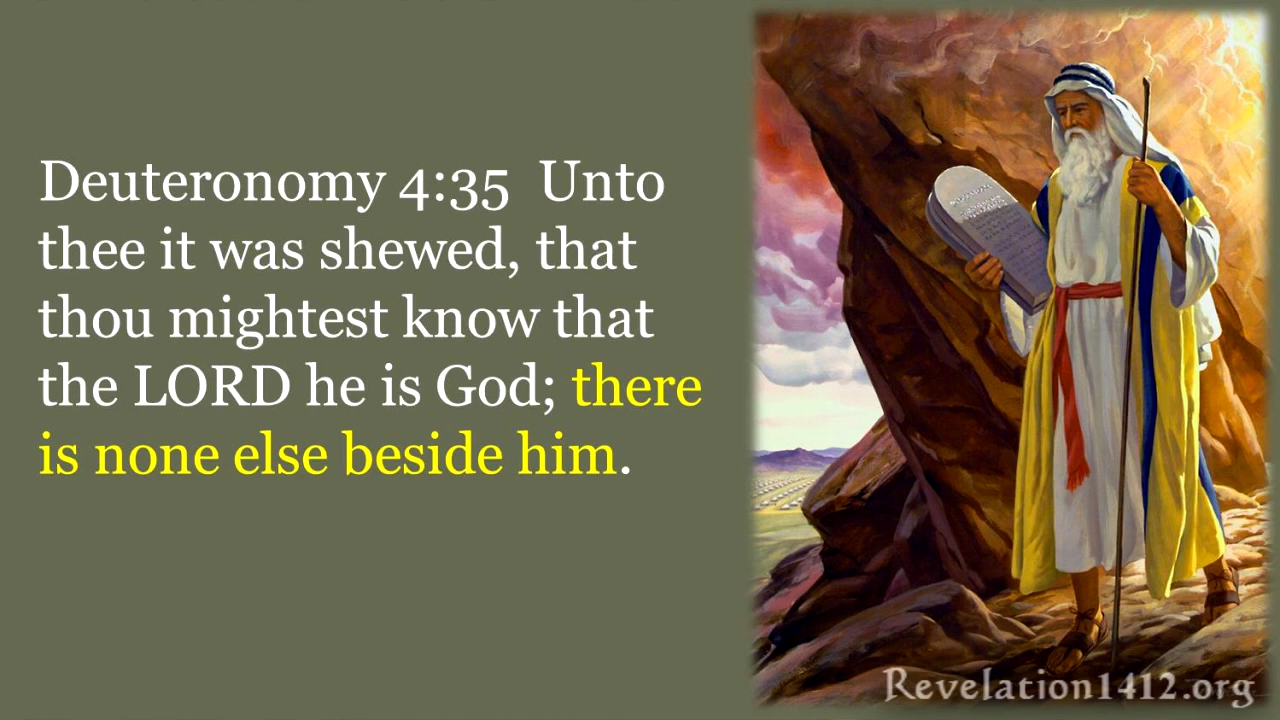 Deuteronomy 4:35  Unto
thee it was shewed, that
thou mightest know that
the LORD he is God; there
is none else beside him.
Revelation1412.org